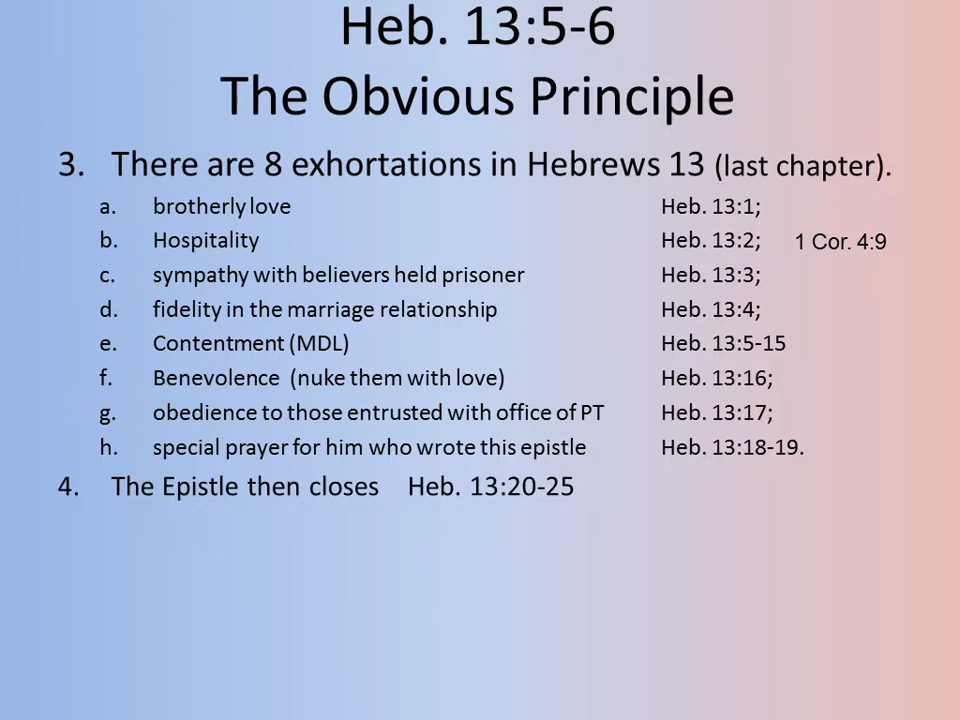 Heb. 13:5-6
The Obvious Principle
3. There are 8 exhortations in Hebrews 13 (last chapter).
a. brotherly love Heb. 13:1;
b. Hospitality Heb. 13:2; 1 Cor. 4:9
c. sympathy with believers held prisoner Heb. 13:3;
d. fidelity in the marriage relationship Heb. 13:4;
e. Contentment (MDL) Heb. 13:5-15
f. Benevolence (nuke them with love) Heb. 13:16;
g. obedience to those entrusted with office of PT Heb. 13:17;
h. special prayer for him who wrote this epistle Heb. 13:18-19.
4. The Epistle then closes Heb. 13:20-25